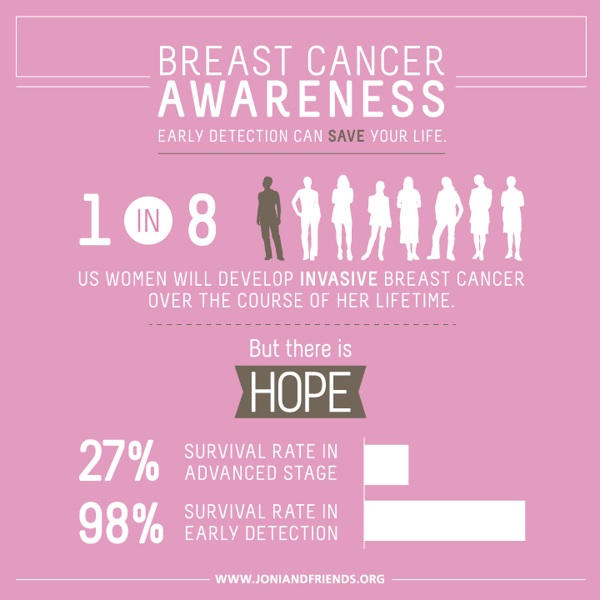 BREAST CANCER
AWARENESS
EARLY DETECTION CAN SAVE YOUR LIFE.
1 IN 8
US WOMEN WILL DEVELOP INVASIVE BREAST CANCER
OVER THE COURSE OF HER LIFETIME.
But there is
HOPE
27%
SURVIVAL RATE IN
ADVANCED STAGE
98%
SURVIVAL RATE IN
EARLY DETECTION
WWW.JONIANDFRIENDS.ORG